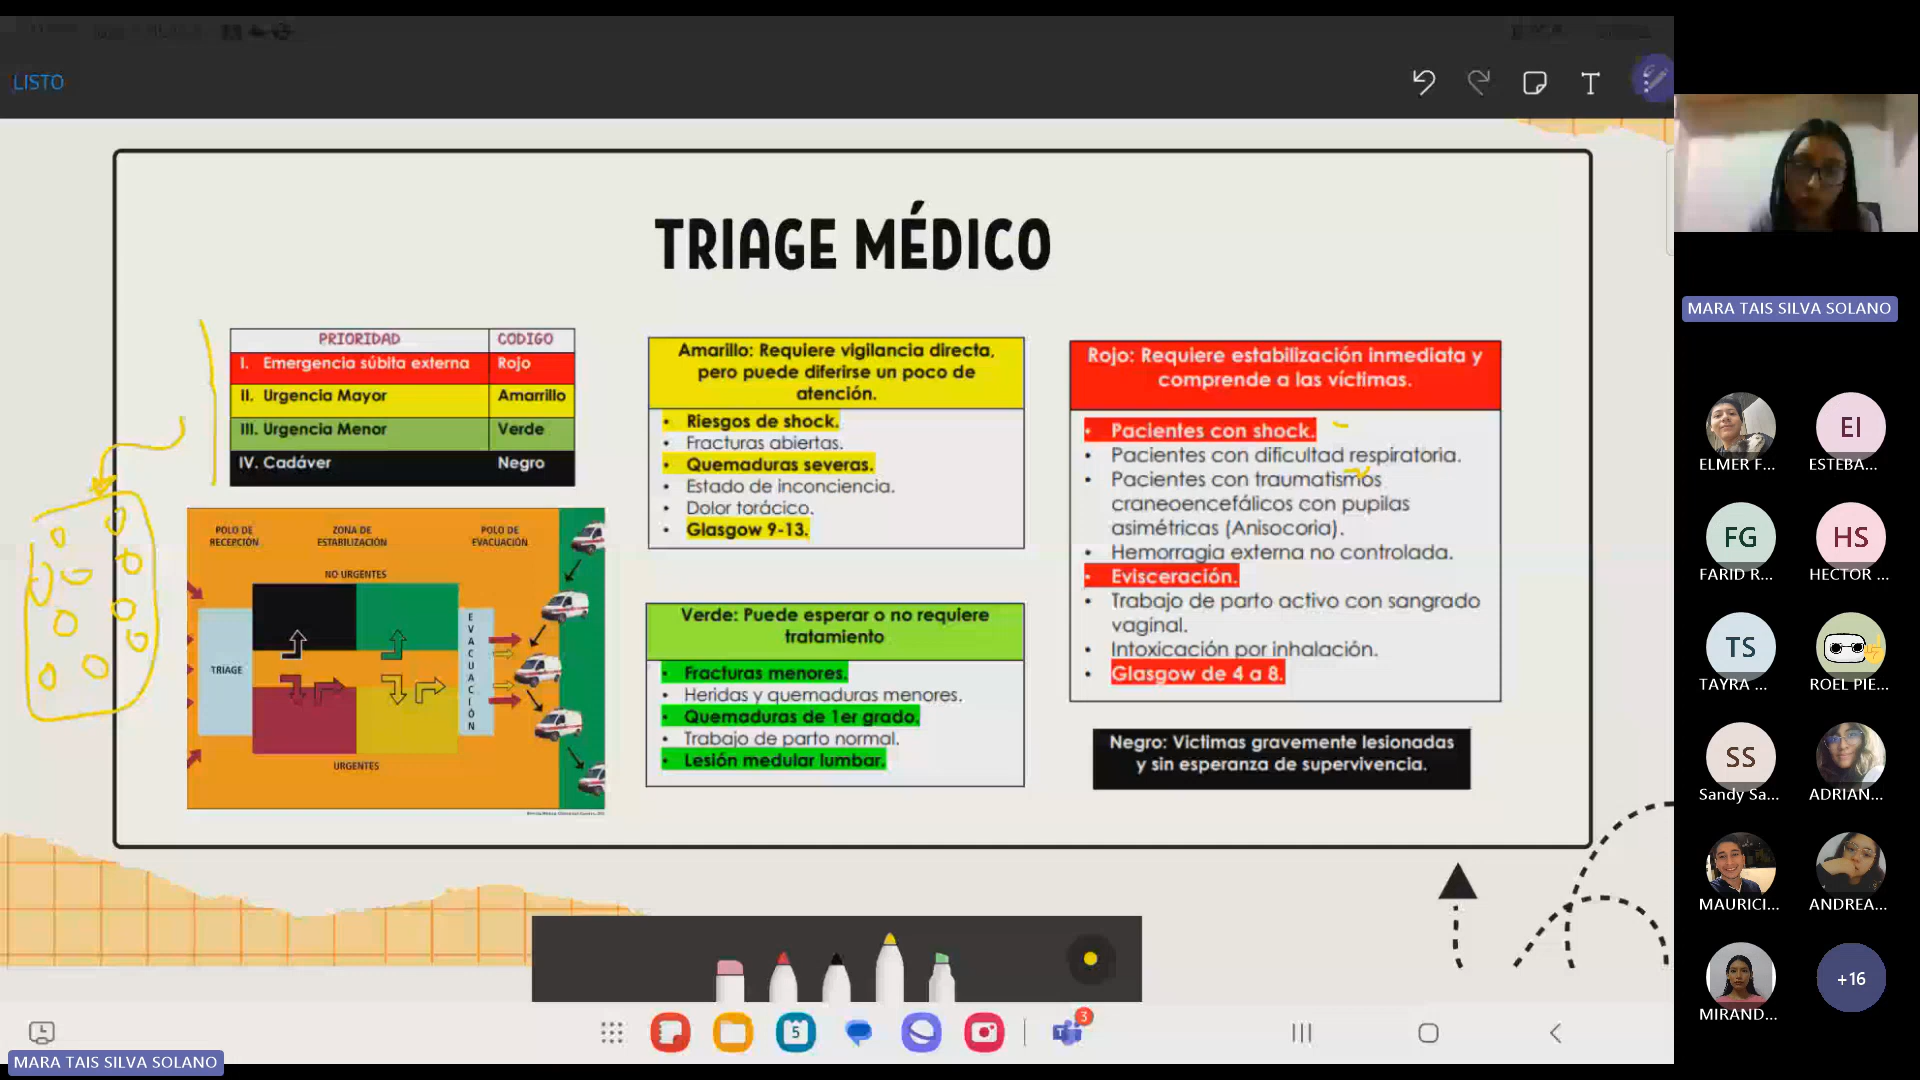 LISTO
TRIAGE MÉDICO
PRIORIDAD CODIGO
I. Emergencia súbita externa Rojo
II. Urgencia Mayor Amarrillo
III. Urgencia Menor Verde
IV. Cadáver Negro
POLO DE RECEPCIÓN
ZONA DE ESTABILIZACIÓN
POLO DE EVACUACIÓN
NO URGENTES
TRIAGE
EVACUACIÓN
URGENTES
Amarillo: Requiere vigilancia directa,
pero puede diferirse un poco de
atención.
• Riesgos de shock.
• Fracturas abiertas.
• Quemaduras severas.
• Estado de inconciencia.
• Dolor torácico.
• Glasgow 9-13.
Verde: Puede esperar o no requiere
tratamiento
• Fracturas menores.
• Heridas y quemaduras menores.
• Quemaduras de 1er grado.
• Trabajo de parto normal.
• Lesión medular lumbar.
Rojo: Requiere estabilización inmediata y
comprende a las víctimas.
• Pacientes con shock.
• Pacientes con dificultad respiratoria.
• Pacientes con traumatismos
craneoencefálicos con pupilas
asimétricas (Anisocoria).
• Hemorragia externa no controlada.
• Evisceración.
• Trabajo de parto activo con sangrado
vaginal.
• Intoxicación por inhalación.
• Glasgow de 4 a 8.
Negro: Victimas gravemente lesionadas
y sin esperanza de supervivencia.
5
3
MARA TAIS SILVA SOLANO
MARA TAIS SILVA SOLANO
ELMER F...
EI
ESTEBA...
FG
FARID R...
HS
HECTOR ...
TS
TAYRA ...
ROEL PIE...
SS
Sandy Sa...
ADRIAN...
MAURICI...
ANDREA...
MIRAND...
+16